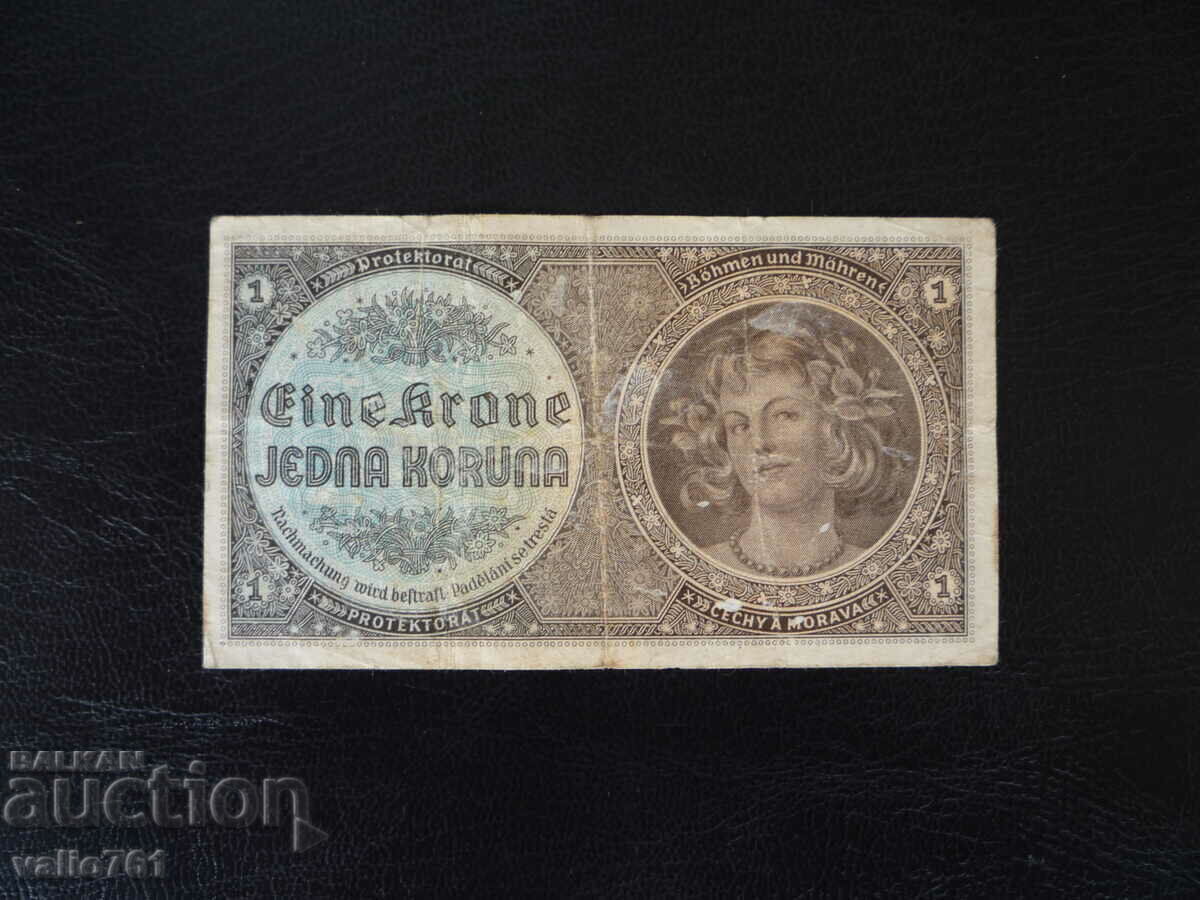 Protektorat
Böhmen und Mähren
1
1
Eine Krone
JEDNA KORUNA
Nachmachung wird bestraft. Padělání se trestá
1
1
PROTEKTORÁT
ČECHY A MORAVA
BALKAN
auction
valio761